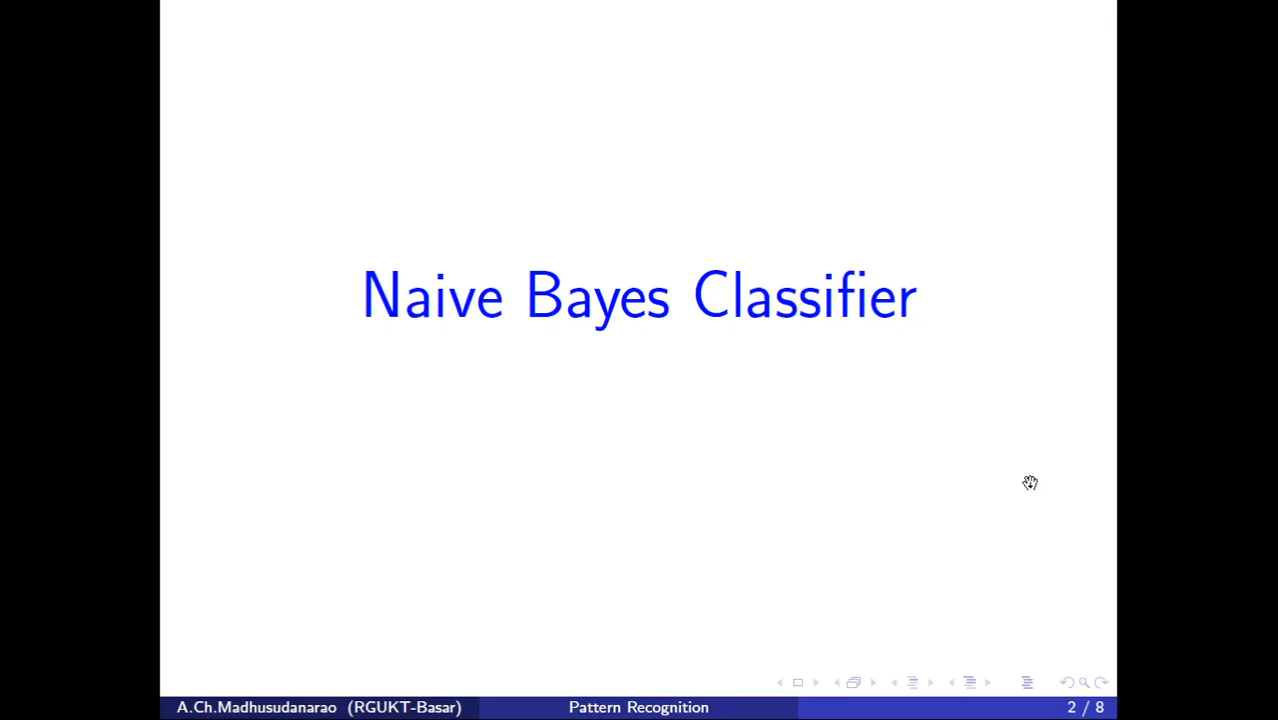 Naive Bayes Classifier
A.Ch.Madhusudanarao (RGUKT-Basar) Pattern Recognition 2 / 8